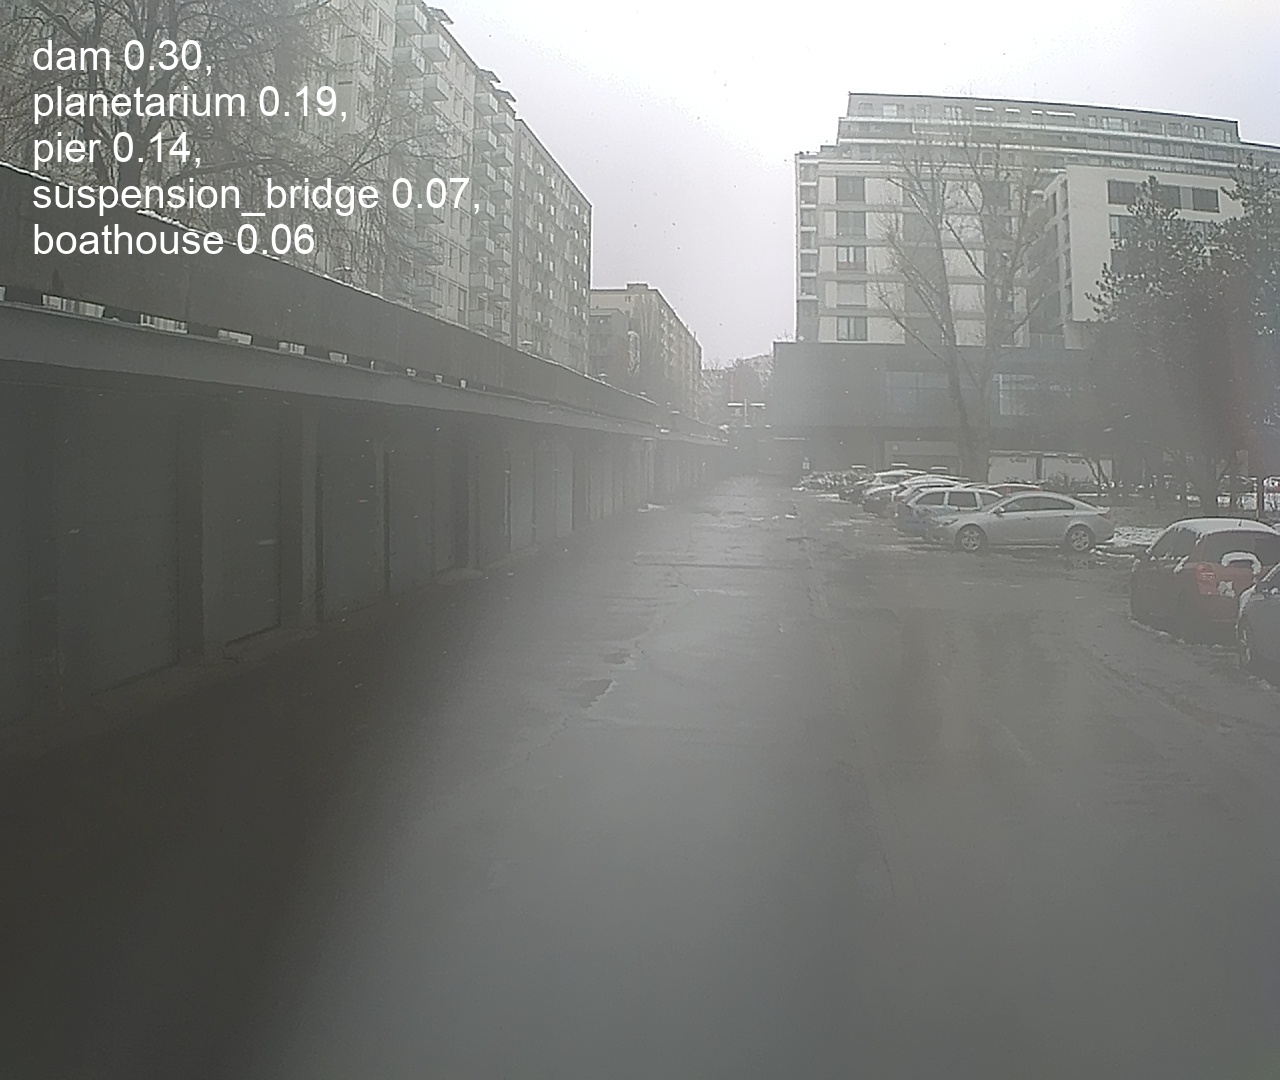 dam 0.30,
planetarium 0.19,
pier 0.14,
suspension_bridge 0.07,
boathouse 0.06